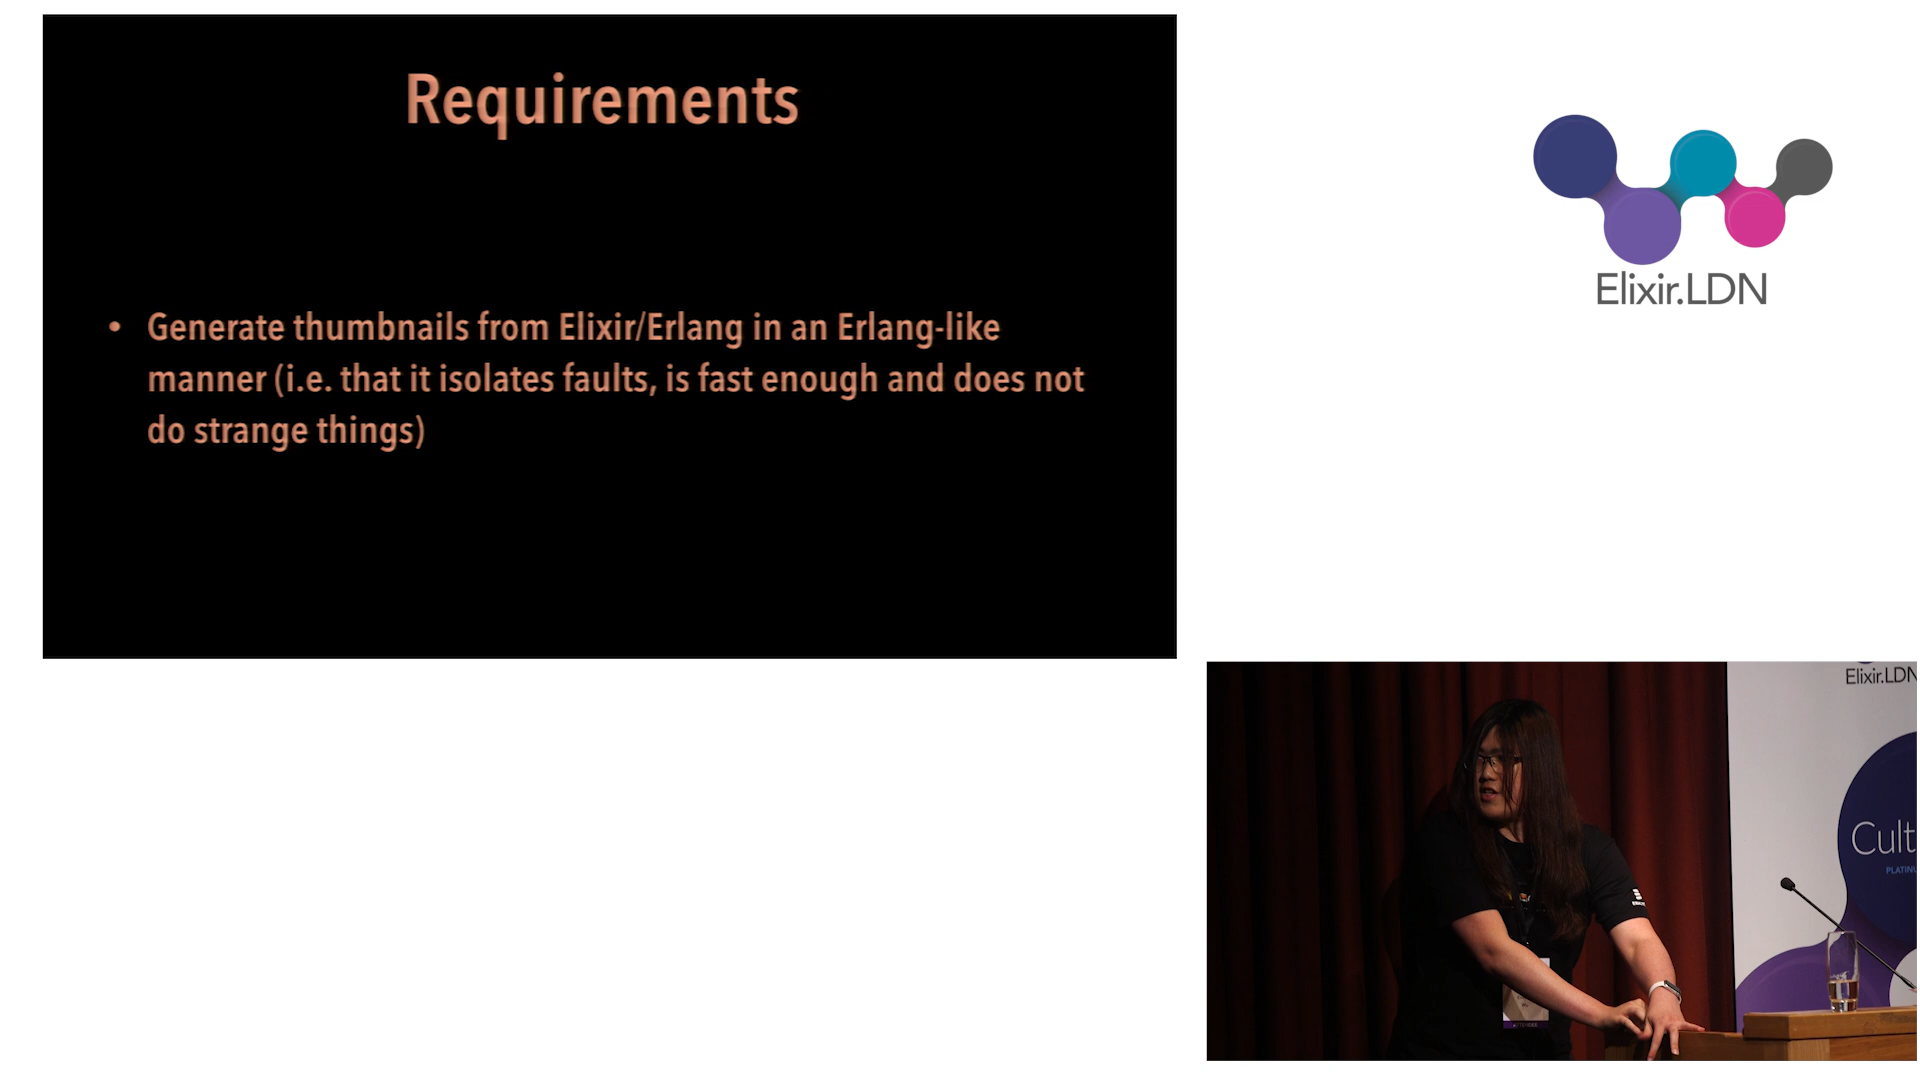 Requirements
• Generate thumbnails from Elixir/Erlang in an Erlang-like
manner (i.e. that it isolates faults, is fast enough and does not
do strange things)
Elixir.LDN
Elixir.LDN
Cult
PLATINU